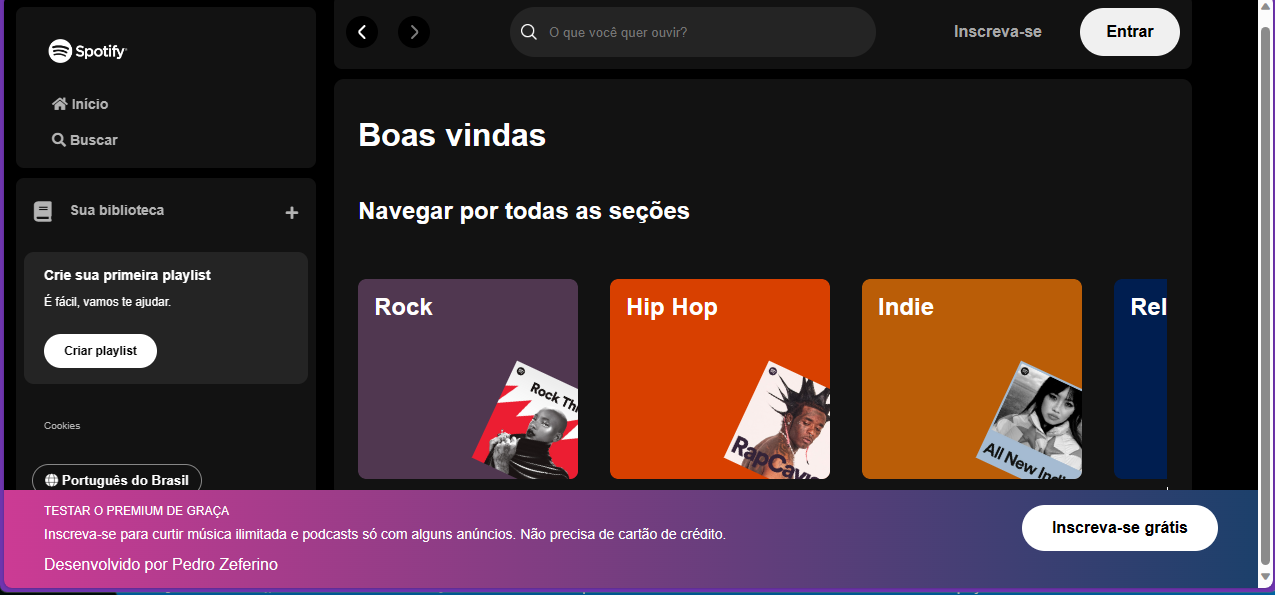 Spotify
Início
Buscar
Sua biblioteca
+
Crie sua primeira playlist
É fácil, vamos te ajudar.
Criar playlist
Cookies
Português do Brasil
O que você quer ouvir?
Inscreva-se
Entrar
Boas vindas
Navegar por todas as seções
Rock
Rock Th
Hip Hop
RapCavi
Indie
All New Indi
Rel
TESTAR O PREMIUM DE GRAÇA
Inscreva-se para curtir música ilimitada e podcasts só com alguns anúncios. Não precisa de cartão de crédito.
Desenvolvido por Pedro Zeferino
Inscreva-se grátis